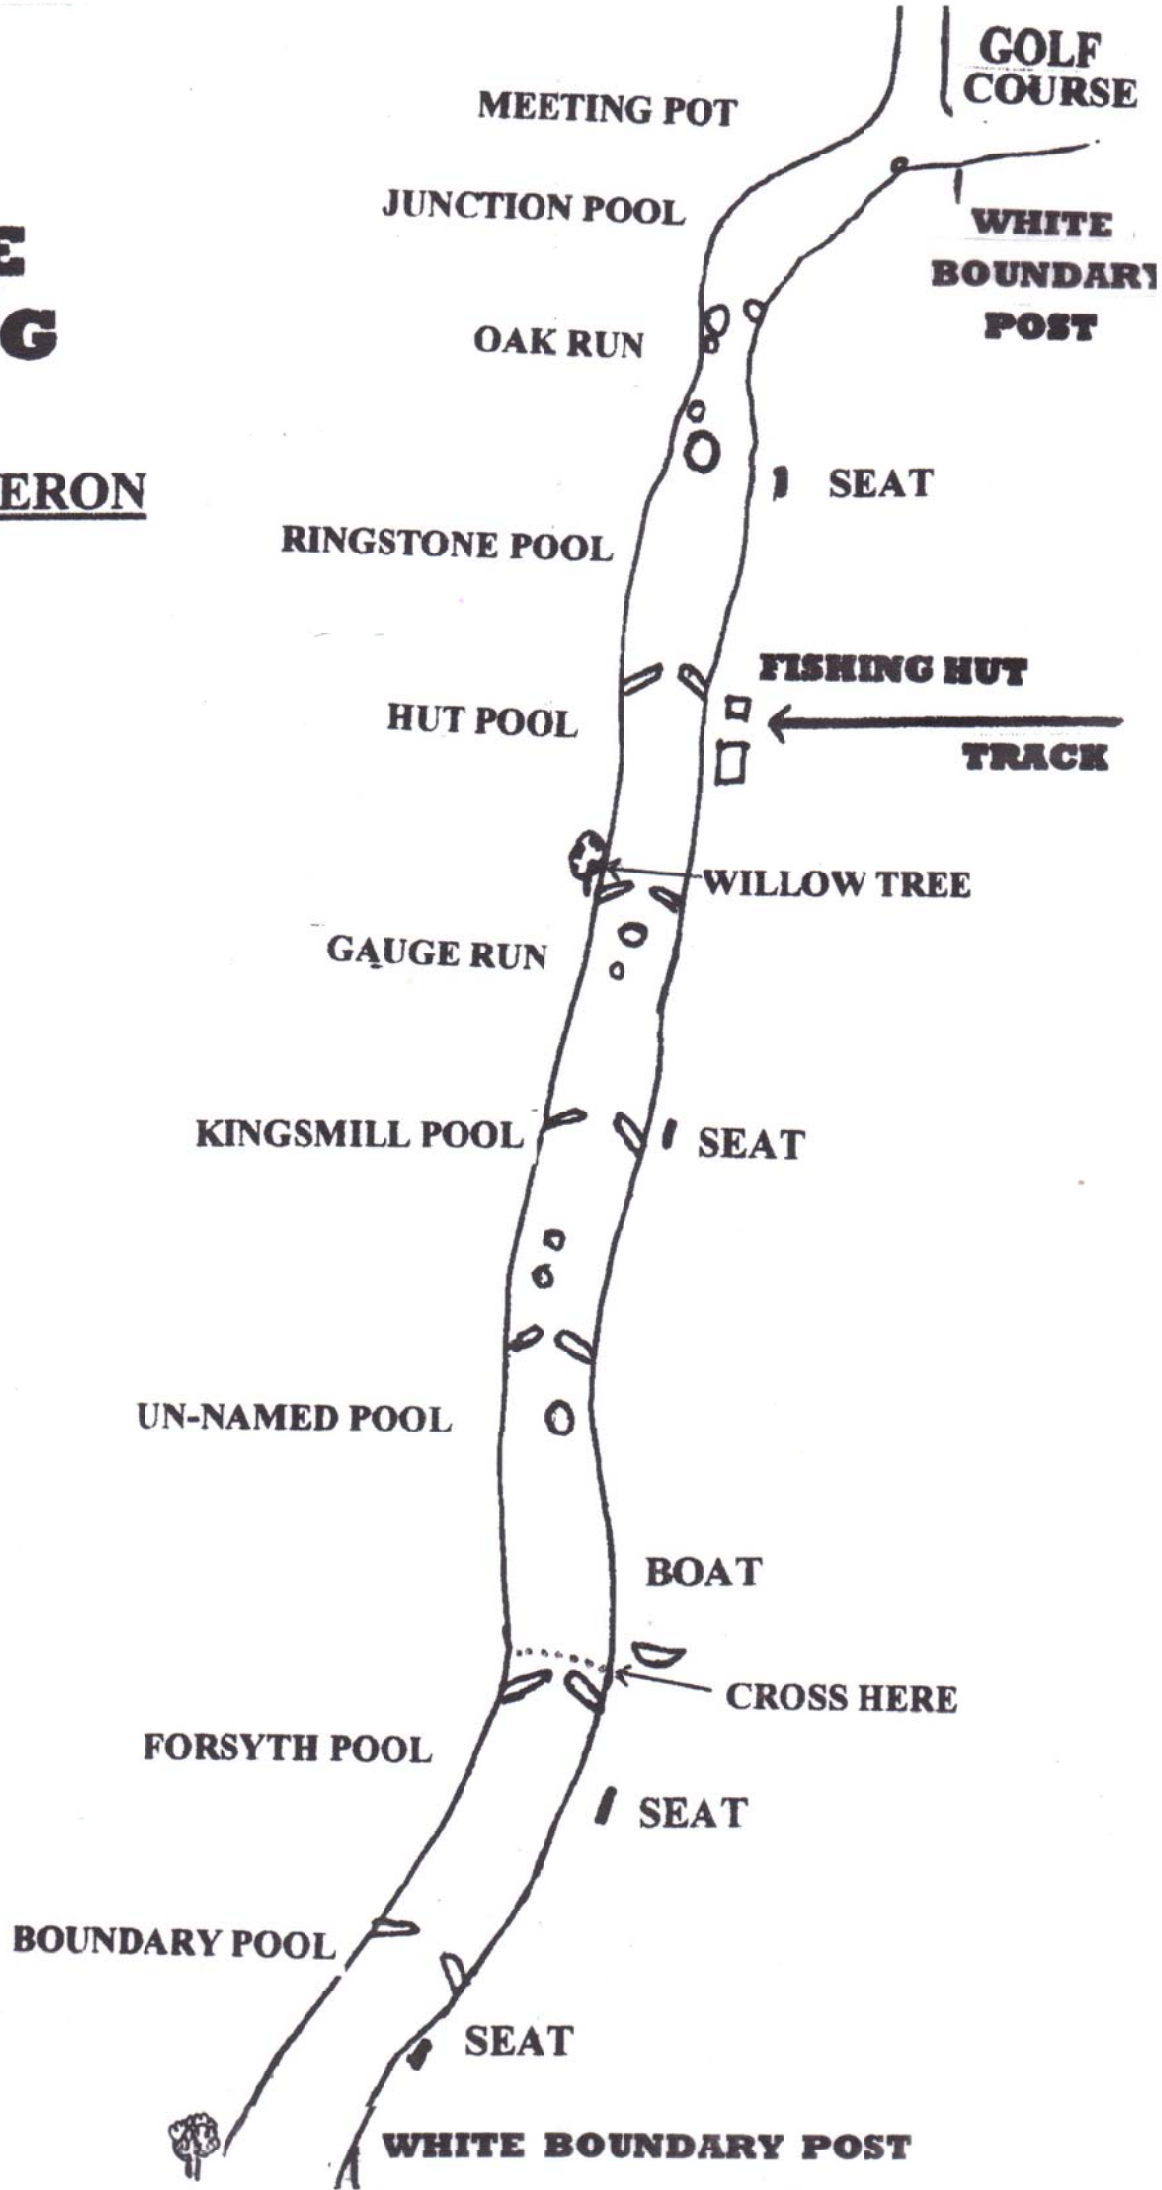 GOLF
COURSE
MEETING POT
JUNCTION POOL
WHITE
BOUNDARY
POST
E
G
OAK RUN
ERON
SEAT
RINGSTONE POOL
FISHING HUT
HUT POOL
TRACK
WILLOW TREE
GAUGE RUN
KINGSMILL POOL
SEAT
UN-NAMED POOL
BOAT
CROSS HERE
FORSYTH POOL
SEAT
BOUNDARY POOL
SEAT
WHITE BOUNDARY POST